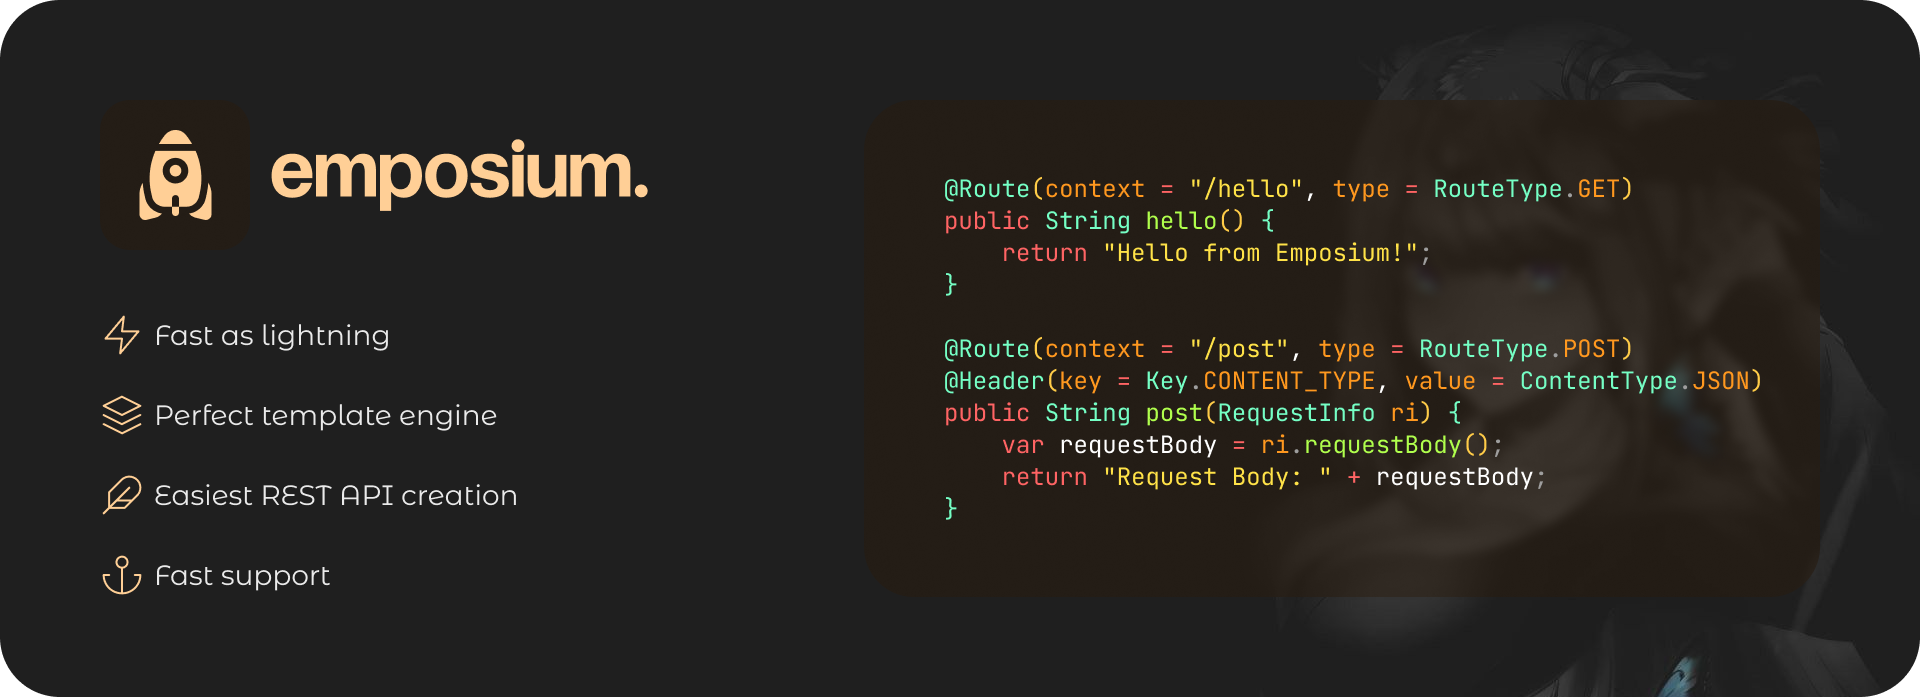 emposium.
Fast as lightning
Perfect template engine
Easiest REST API creation
Fast support
@Route(context = "/hello", type = RouteType.GET)
public String hello() {
    return "Hello from Emposium!";
}
@Route(context = "/post", type = RouteType.POST)
@Header(key = Key.CONTENT_TYPE, value = ContentType.JSON)
public String post(RequestInfo ri) {
    var requestBody = ri.requestBody();
    return "Request Body: " + requestBody;
}